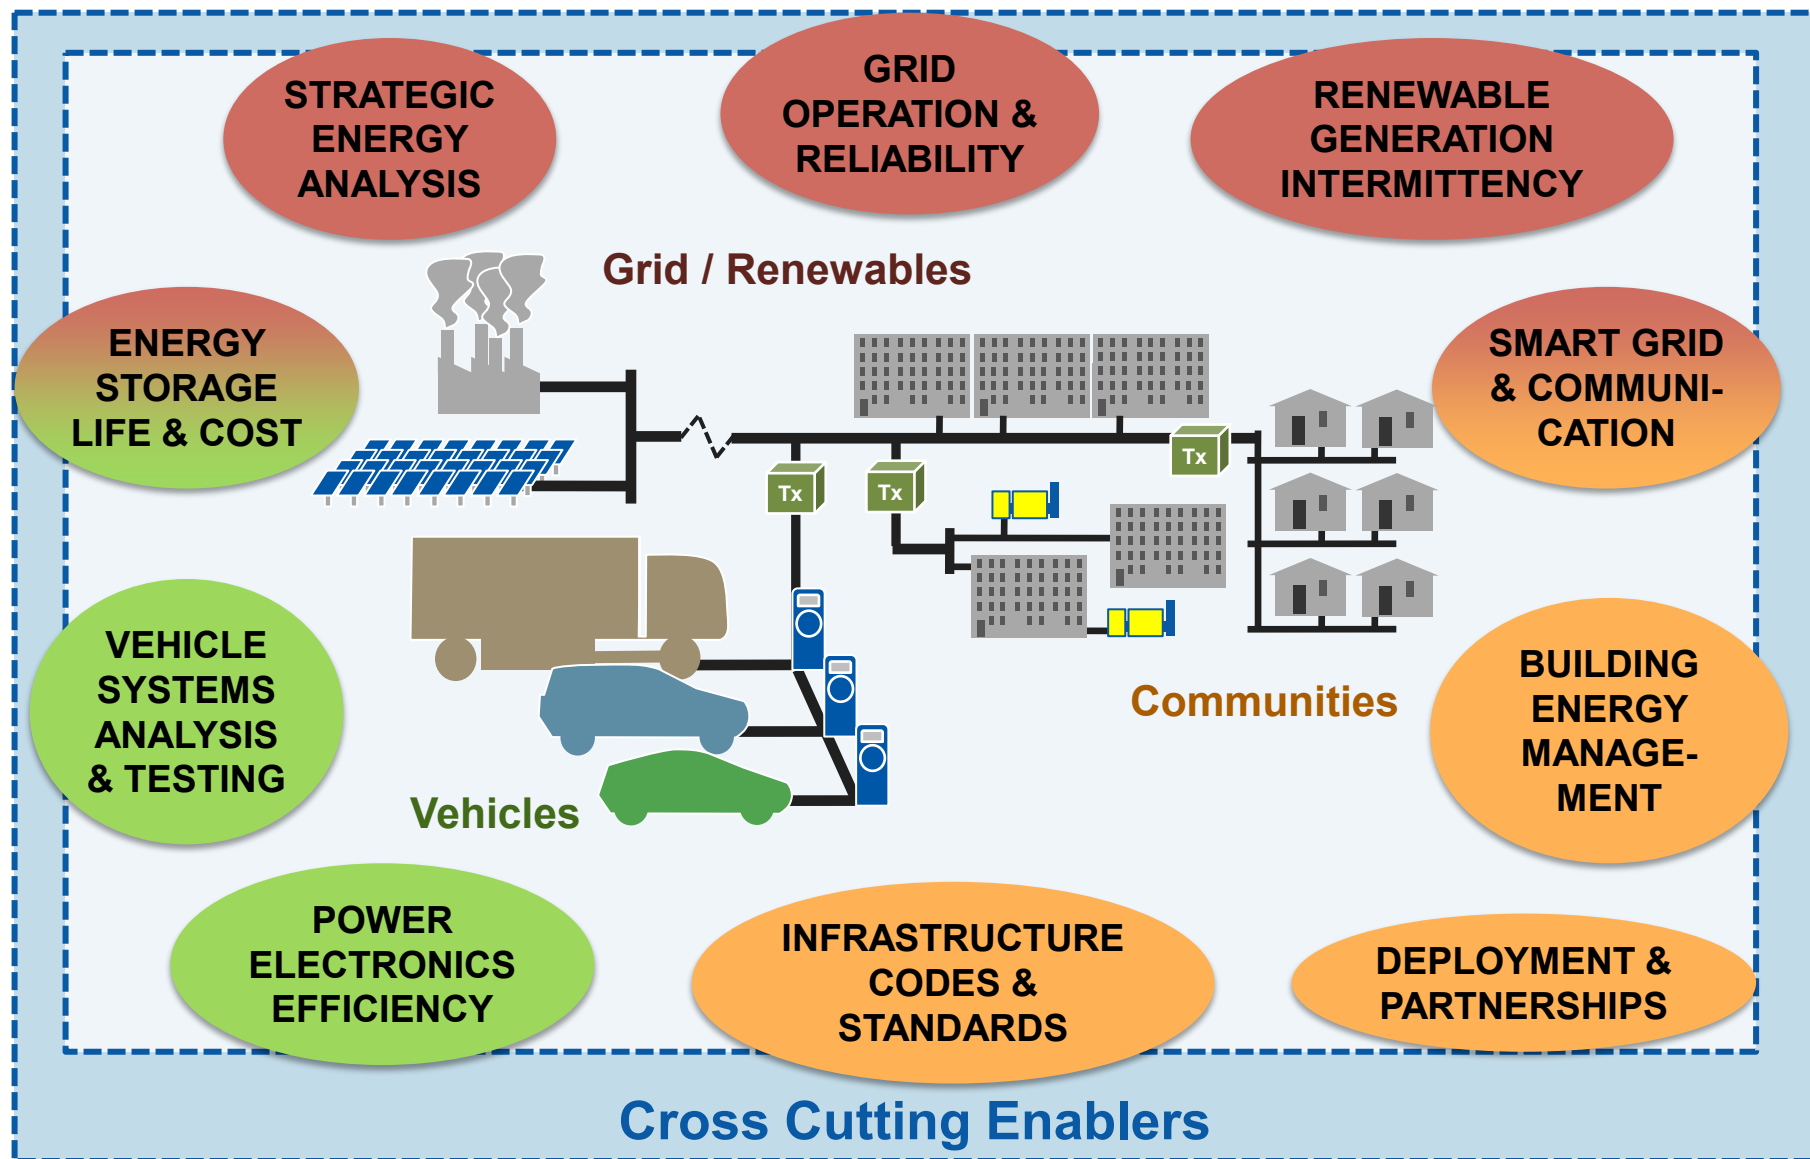 STRATEGIC
ENERGY
ANALYSIS
GRID
OPERATION &
RELIABILITY
RENEWABLE
GENERATION
INTERMITTENCY
Grid / Renewables
ENERGY
STORAGE
LIFE & COST
SMART GRID
& COMMUNI-
CATION
Tx
Tx
Tx
VEHICLE
SYSTEMS
ANALYSIS
& TESTING
Communities
BUILDING
ENERGY
MANAGE-
MENT
Vehicles
POWER
ELECTRONICS
EFFICIENCY
INFRASTRUCTURE
CODES &
STANDARDS
DEPLOYMENT &
PARTNERSHIPS
Cross Cutting Enablers